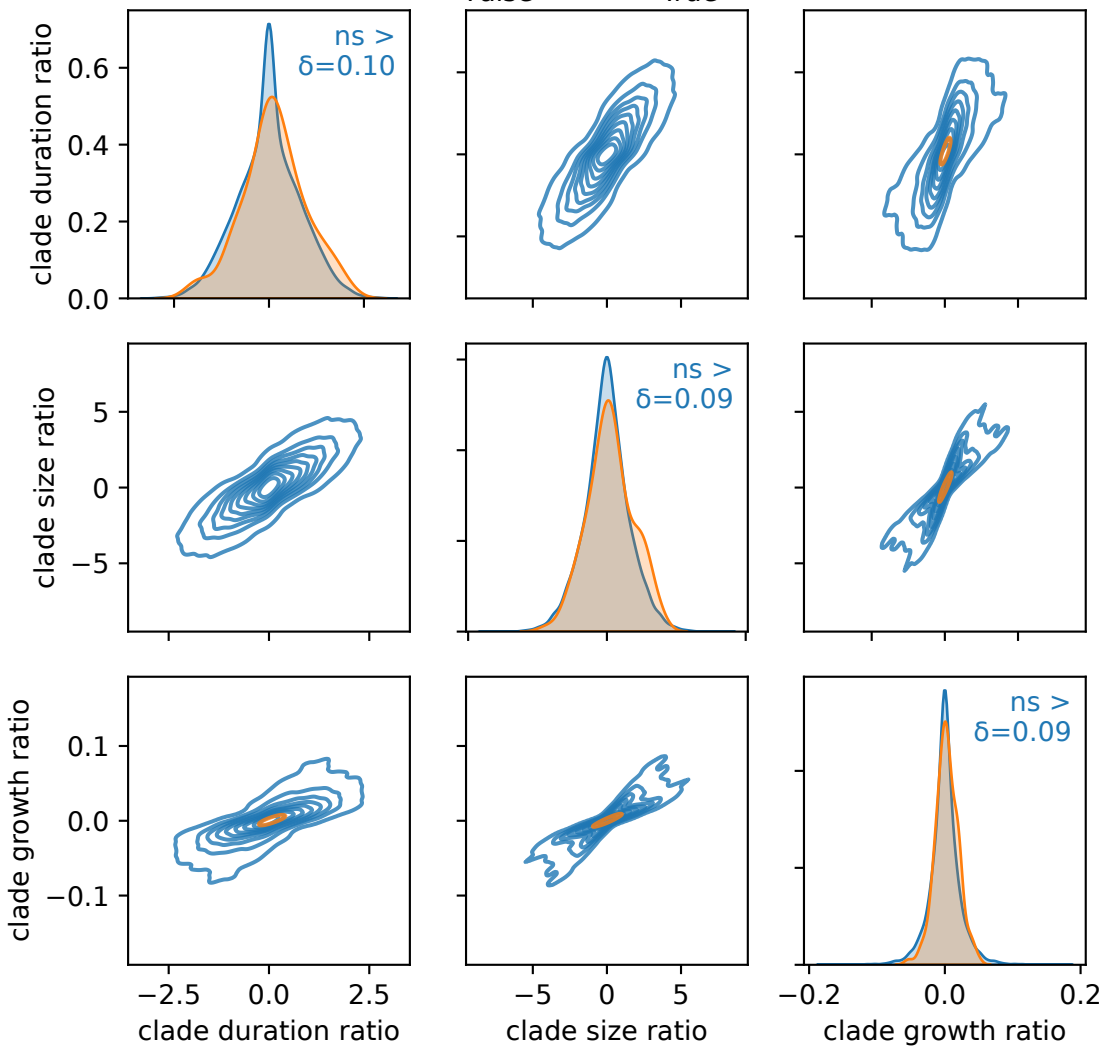 clade duration ratio
0.6
0.4
0.2
0.0
ns >
δ=0.10
clade size ratio
5
0
−5
ns >
δ=0.09
clade growth ratio
0.1
0.0
−0.1
ns >
δ=0.09
−2.5 0.0 2.5
−5 0 5
−0.2 0.0 0.2
clade duration ratio
clade size ratio
clade growth ratio